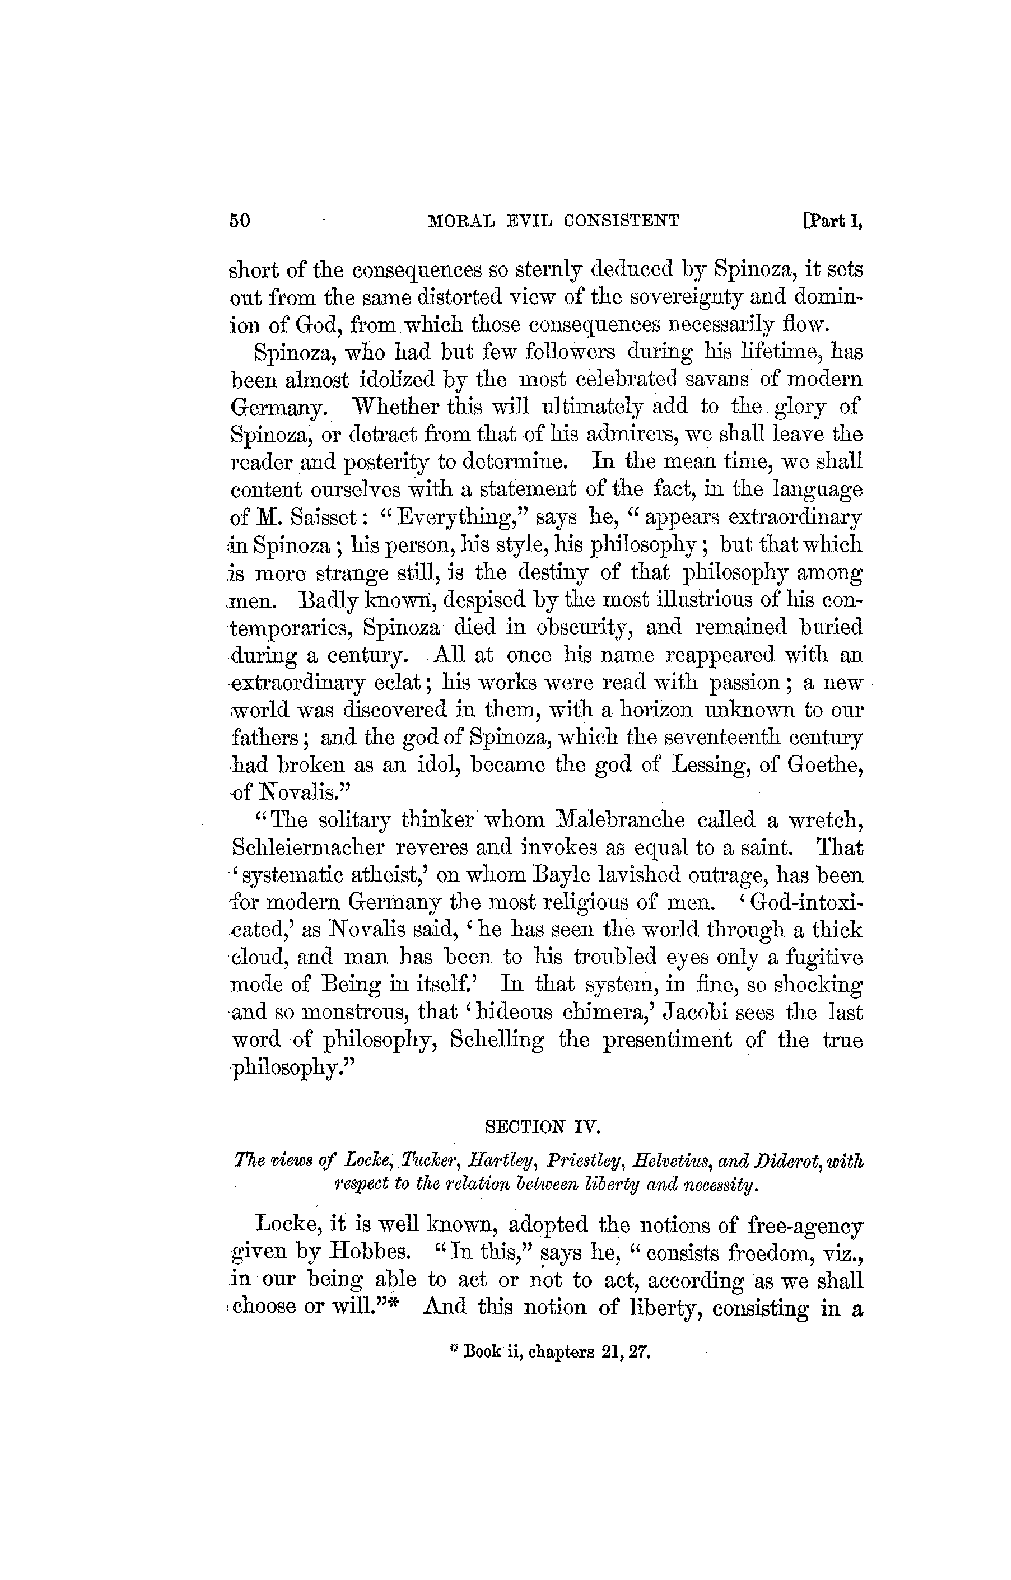 50 MORAL EVIL CONSISTENT [Part I,
short of the consequences so sternly deduced by Spinoza, it sets
out from the same distorted view of the sovereignty and domin-
ion of God, from which those consequences necessarily flow.
Spinoza, who had but few followers during his lifetime, has
been almost idolized by the most celebrated savans of modern
Germany. Whether this will ultimately add to the glory of
Spinoza, or detract from that of his admirers, we shall leave the
reader and posterity to determine. In the mean time, we shall
content ourselves with a statement of the fact, in the language
of M. Saisset: “Everything,” says he, “appears extraordinary
in Spinoza; his person, his style, his philosophy; but that which
is more strange still, is the destiny of that philosophy among
men. Badly known, despised by the most illustrious of his con-
temporaries, Spinoza died in obscurity, and remained buried
during a century. All at once his name reappeared with an
extraordinary eclat; his works were read with passion; a new
world was discovered in them, with a horizon unknown to our
fathers; and the god of Spinoza, which the seventeenth century
had broken as an idol, became the god of Lessing, of Goethe,
of Novalis.”
“The solitary thinker whom Malebranche called a wretch,
Schleiermacher reveres and invokes as equal to a saint. That
‘systematic atheist,’ on whom Bayle lavished outrage, has been
for modern Germany the most religious of men. ‘God-intoxi-
cated,’ as Novalis said, ‘he has seen the world through a thick
cloud, and man has been to his troubled eyes only a fugitive
mode of Being in itself.’ In that system, in fine, so shocking
and so monstrous, that ‘hideous chimera,’ Jacobi sees the last
word of philosophy, Schelling the presentiment of the true
philosophy.”
SECTION IV.
The views of Locke, Tucker, Hartley, Priestley, Helvetius, and Diderot, with
respect to the relation between liberty and necessity.
Locke, it is well known, adopted the notions of free-agency
given by Hobbes. “In this,” says he, “consists freedom, viz.,
in our being able to act or not to act, according as we shall
choose or will.”* And this notion of liberty, consisting in a
* Book ii, chapters 21, 27.